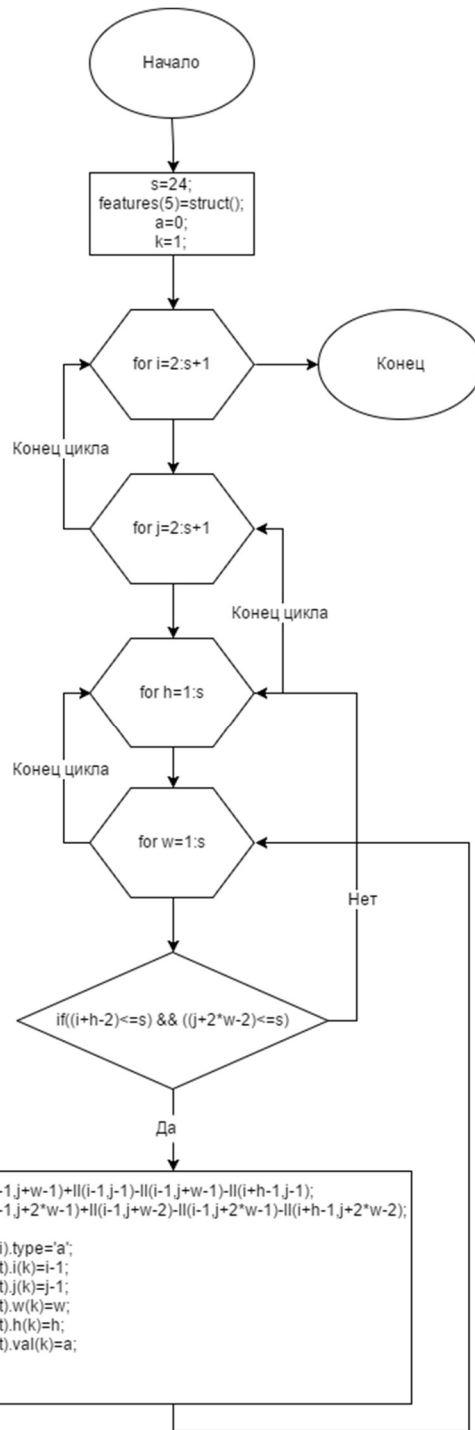 Начало
s=24;
features(5)=struct();
a=0;
k=1;
for i=2:s+1
Конец
Конец цикла
for j=2:s+1
Конец цикла
for h=1:s
Конец цикла
for w=1:s
Нет
if((i+h-2)<=s) && ((j+2*w-2)<=s)
Да
-1,j+w-1)+II(i-1,j-1)-II(i-1,j+w-1)-II(i+h-1,j-1);
-1,j+2*w-1)+II(i-1,j+w-2)-II(i-1,j+2*w-1)-II(i+h-1,j+2*w-2);
i).type='a';
t).i(k)=i-1;
t).j(k)=j-1;
t).w(k)=w;
t).h(k)=h;
t).val(k)=a;